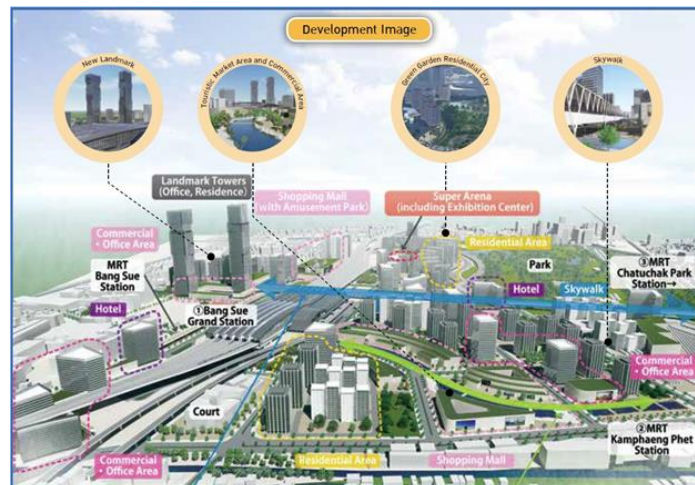 Development Image
New Landmark
Touristic Market Area and Commercial Area
Green Garden Residential City
Skywalk
Landmark Towers
(Office, Residence)
Shopping Mall
(with Amusement Park)
Super Arena
(including Exhibition Center)
Commercial
・Office Area
Residential Area
MRT
Bang Sue
Station
Park
③MRT
Chatuchak Park
Station→
Hotel
Hotel
Skywalk
①Bang Sue
Grand Station
Commercial
・Office Area
Court
②MRT
Kamphaeng Phet
Station
Commercial
・Office Area
Residential Area
Shopping Mall